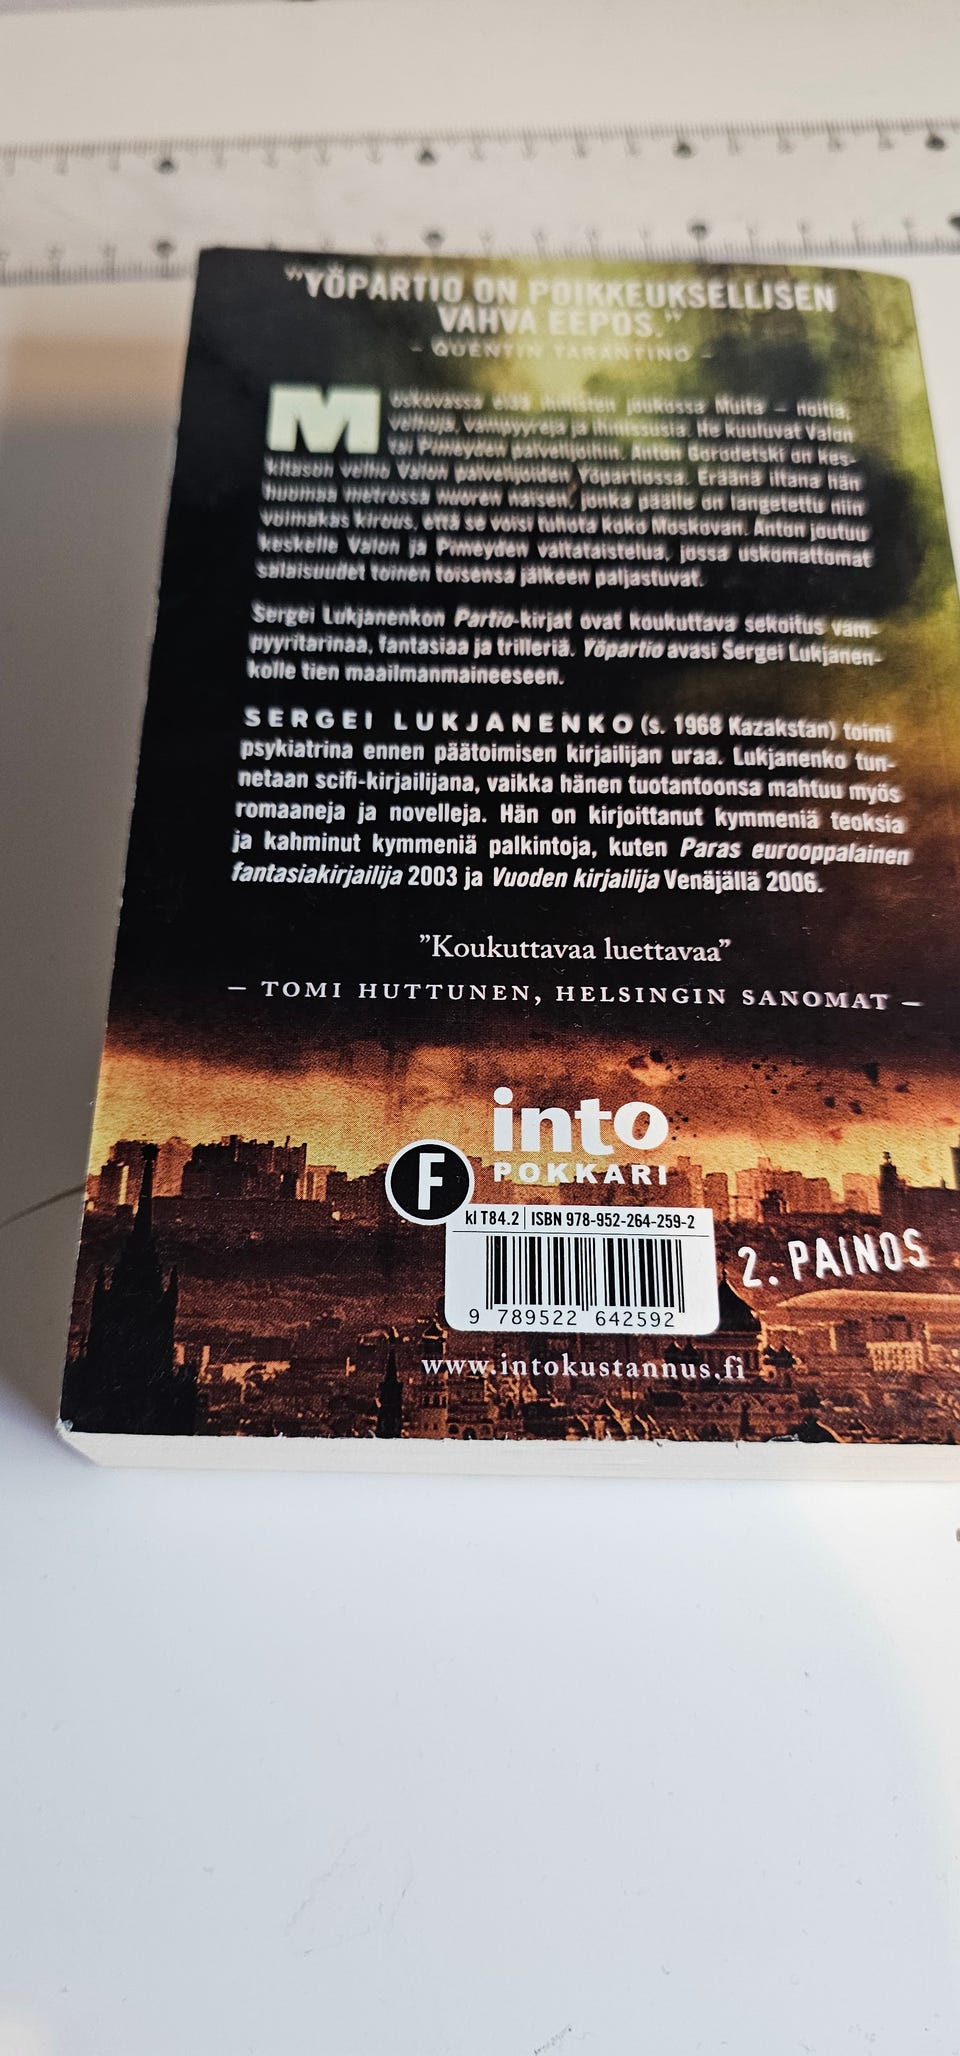 "YÖPARTIO ON POIKKEUKSELLISEN
VAHVA EEPOS."
– QUENTIN TARANTINO –
Moskovassa elää ihmisten joukossa Muita – noitia,
velhoja, vampyyreja ja ihmissusia. He kuuluvat Valon
tai Pimeyden palvelijoihin. Anton Gorodetski on kes-
kitason velho Valon palvelijoiden Yöpartiossa. Eräänä iltana hän
huomaa metrossa nuoren naisen, jonka päälle on langetettu niin
voimakas kirous, että se voisi tuhota koko Moskovan. Anton joutuu
keskelle Valon ja Pimeyden valtataistelua, jossa uskomattomat
salaisuudet toinen toisensa jälkeen paljastuvat.
Sergei Lukjanenkon Partio-kirjat ovat koukuttava sekoitus vam-
pyyritarinaa, fantasiaa ja trilleriä. Yöpartio avasi Sergei Lukjanen-
kolle tien maailmanmaineeseen.
SERGEI LUKJANENKO (s. 1968 Kazakstan) toimi
psykiatrina ennen päätoimisen kirjailijan uraa. Lukjanenko tun-
netaan scifi-kirjailijana, vaikka hänen tuotantoonsa mahtuu myös
romaaneja ja novelleja. Hän on kirjoittanut kymmeniä teoksia
ja kahminut kymmeniä palkintoja, kuten Paras eurooppalainen
fantasiakirjailija 2003 ja Vuoden kirjailija Venäjällä 2006.
"Koukuttavaa luettavaa"
– TOMI HUTTUNEN, HELSINGIN SANOMAT –
into
POKKARI
F
kl T84.2 | ISBN 978-952-264-259-2
9 789522 642592
2. PAINOS
www.intokustannus.fi